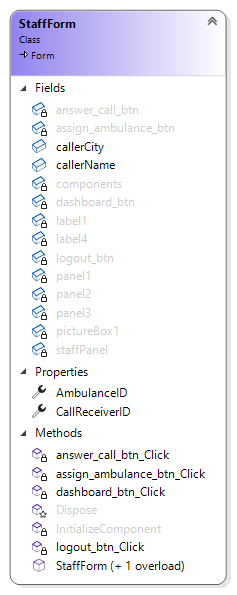 StaffForm
Class
Form
Fields
answer_call_btn
assign_ambulance_btn
callerCity
callerName
components
dashboard_btn
label1
label4
logout_btn
panel1
panel2
panel3
pictureBox1
staffPanel
Properties
AmbulanceID
CallReceiverID
Methods
answer_call_btn_Click
assign_ambulance_btn_Click
dashboard_btn_Click
Dispose
InitializeComponent
logout_btn_Click
StaffForm (+ 1 overload)